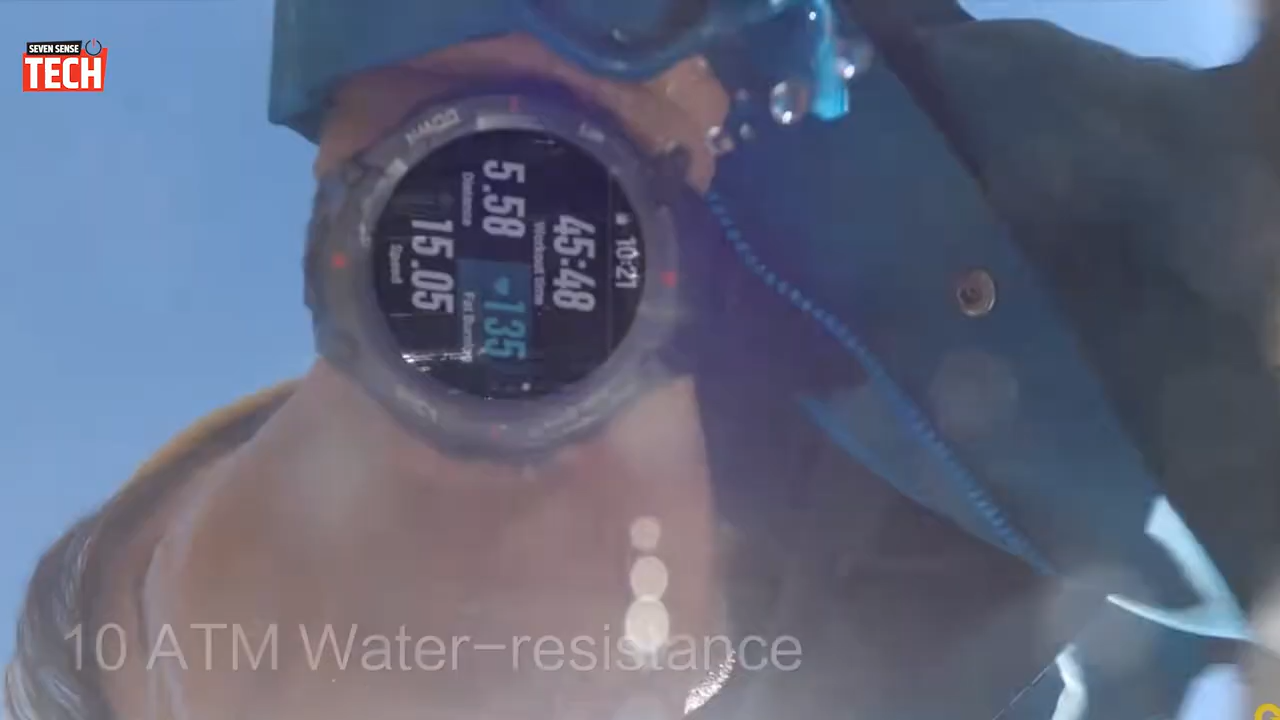 SEVEN SENSE
TECH
10:21
45:48
Workout time
5.58
Distance
135
Fat Burning
15.05
Speed
10 ATM Water-resistance